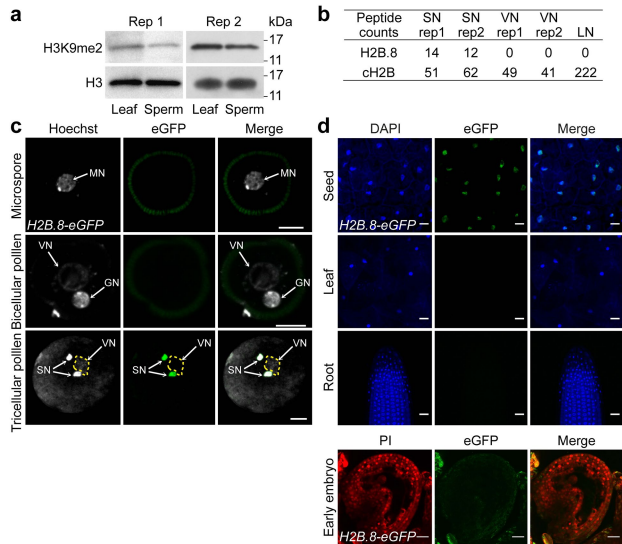 a
Rep 1
Rep 2
kDa
H3K9me2
17
11
H3
17
11
Leaf Sperm
Leaf Sperm
b
Peptide counts SN rep1 SN rep2 VN rep1 VN rep2 LN
H2B.8 14 12 0 0 0
cH2B 51 62 49 41 222
c
Hoechst eGFP Merge
Microspore
MN
MN
H2B.8-eGFP
Bicellular polllen
VN
GN
VN
GN
Tricellular polllen
VN
SN
VN
SN
VN
SN
d
DAPI eGFP Merge
Seed
H2B.8-eGFP
Leaf
Root
PI eGFP Merge
Early embryo
H2B.8-eGFP